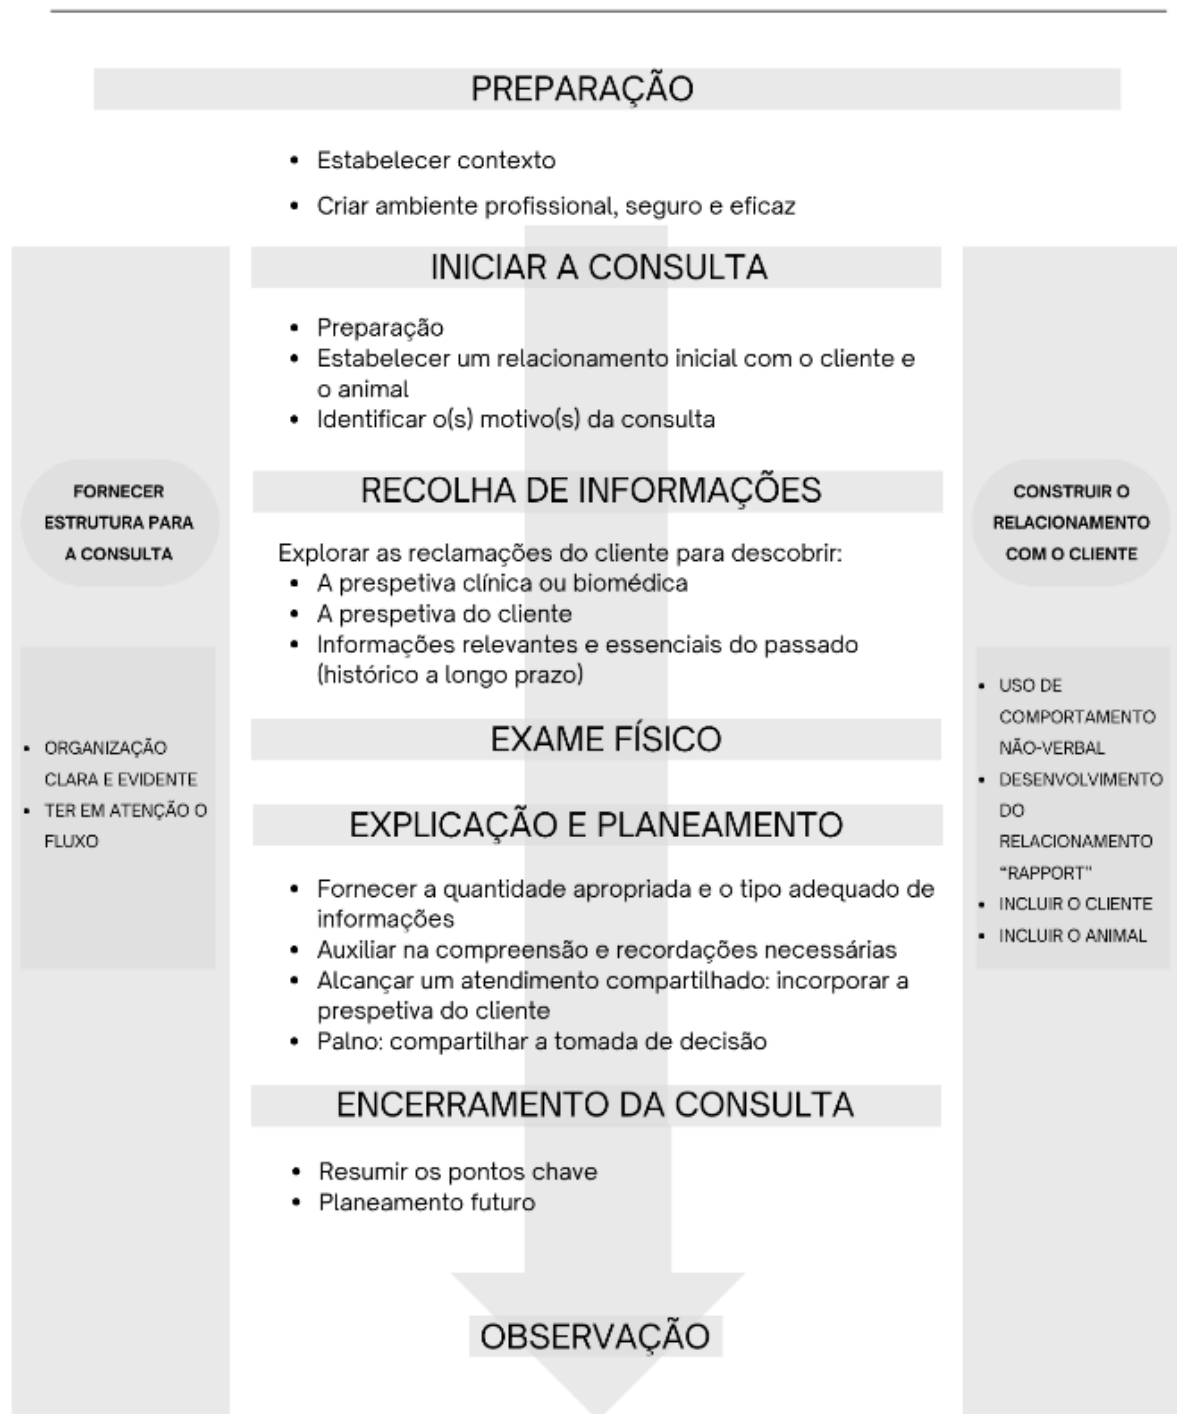 PREPARAÇÃO
• Estabelecer contexto
• Criar ambiente profissional, seguro e eficaz
INICIAR A CONSULTA
• Preparação
• Estabelecer um relacionamento inicial com o cliente e
o animal
• Identificar o(s) motivo(s) da consulta
FORNECER
ESTRUTURA PARA
A CONSULTA
• ORGANIZAÇÃO
CLARA E EVIDENTE
• TER EM ATENÇÃO O
FLUXO
RECOLHA DE INFORMAÇÕES
Explorar as reclamações do cliente para descobrir:
• A prespetiva clínica ou biomédica
• A prespetiva do cliente
• Informações relevantes e essenciais do passado
(histórico a longo prazo)
EXAME FÍSICO
EXPLICAÇÃO E PLANEAMENTO
• Fornecer a quantidade apropriada e o tipo adequado de
informações
• Auxiliar na compreensão e recordações necessárias
• Alcançar um atendimento compartilhado: incorporar a
prespetiva do cliente
• Palno: compartilhar a tomada de decisão
CONSTRUIR O
RELACIONAMENTO
COM O CLIENTE
• USO DE
COMPORTAMENTO
NÃO-VERBAL
• DESENVOLVIMENTO
DO
RELACIONAMENTO
“RAPPORT”
• INCLUIR O CLIENTE
• INCLUIR O ANIMAL
ENCERRAMENTO DA CONSULTA
• Resumir os pontos chave
• Planeamento futuro
OBSERVAÇÃO